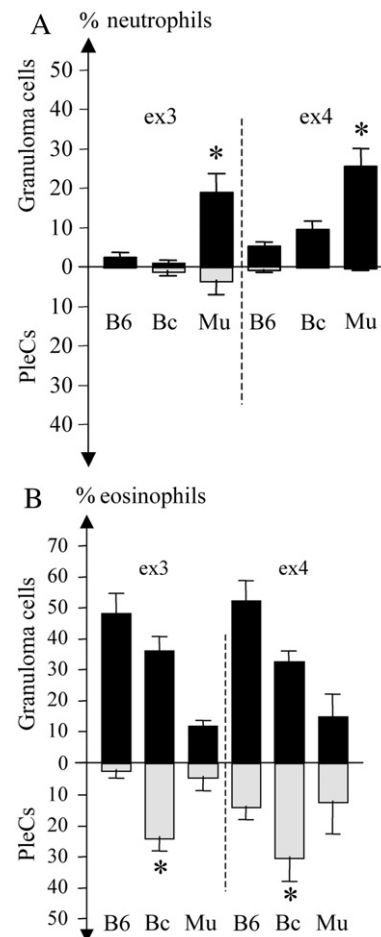 A
% neutrophils
50
40
30
20
10
0
10
20
30
40
Granuloma cells
PleCs
ex3
ex4
*
*
B6 Bc Mu B6 Bc Mu
B
% eosinophils
70
60
50
40
30
20
10
0
10
20
30
40
50
Granuloma cells
PleCs
ex3
ex4
*
*
B6 Bc Mu B6 Bc Mu